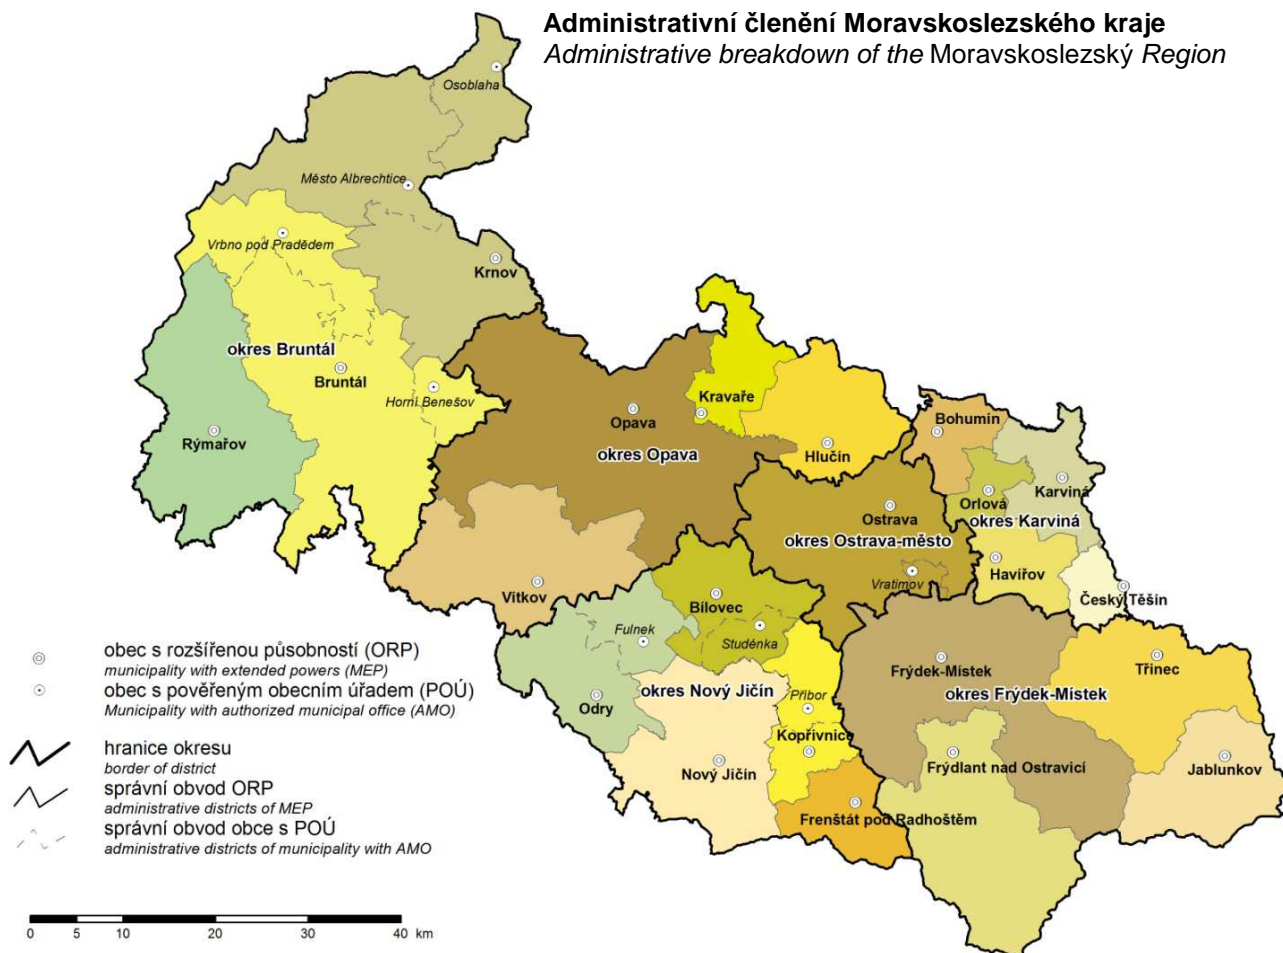 Administrativní členění Moravskoslezského kraje
Administrative breakdown of the Moravskoslezský Region
Osoblaha
Město Albrechtice
Vrbno pod Pradědem
Krnov
okres Bruntál
Bruntál
Horní Benešov
Rýmařov
Kravaře
Opava
okres Opava
Hlučín
Bohumín
Karviná
Orlová
okres Karviná
Ostrava
okres Ostrava-město
Havířov
Vratimov
Český Těšín
Vítkov
Bílovec
Fulnek
Studénka
Odry
okres Nový Jičín
Příbor
Kopřivnice
Nový Jičín
Frenštát pod Radhoštěm
Frýdek-Místek
okres Frýdek-Místek
Třinec
Frýdlant nad Ostravicí
Jablunkov
obec s rozšířenou působností (ORP)
municipality with extended powers (MEP)
obec s pověřeným obecním úřadem (POÚ)
Municipality with authorized municipal office (AMO)
hranice okresu
border of district
správní obvod ORP
administrative districts of MEP
správní obvod obce s POÚ
administrative districts of municipality with AMO
0 5 10 20 30 40 km